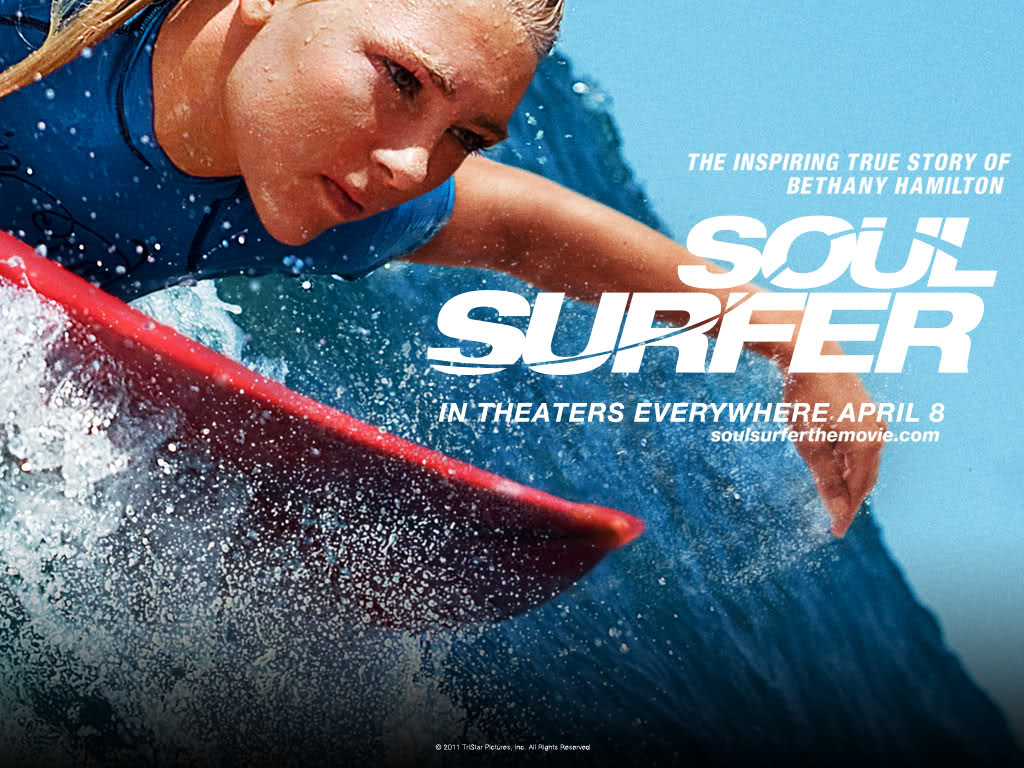 THE INSPIRING TRUE STORY OF
BETHANY HAMILTON
SOUL
SURFER
IN THEATERS EVERYWHERE APRIL 8
soulsurferthemovie.com
© 2011 TriStar Pictures, Inc. All Rights Reserved